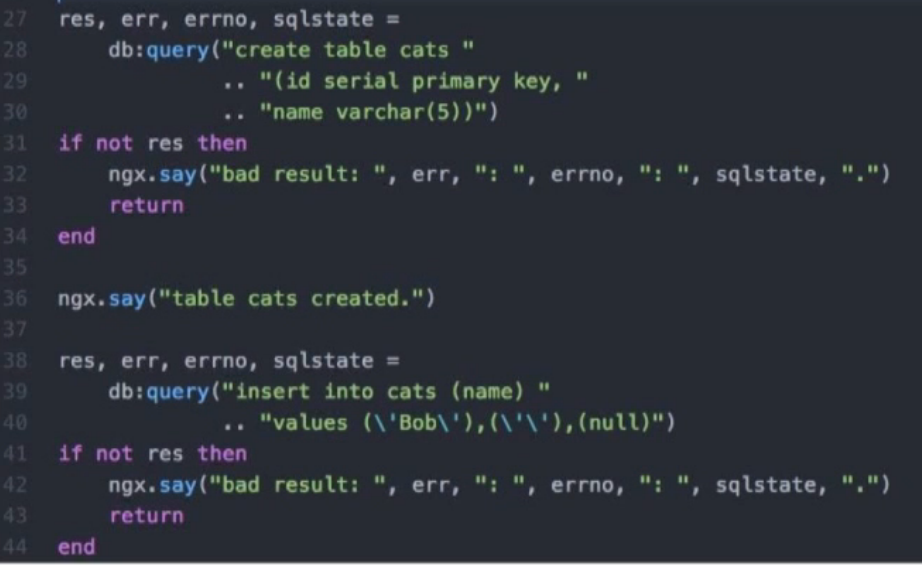 27 res, err, errno, sqlstate =
28 db:query("create table cats "
29 .. "(id serial primary key, "
30 .. "name varchar(5))")
31 if not res then
32 ngx.say("bad result: ", err, ": ", errno, ": ", sqlstate, ".")
33 return
34 end
35
36 ngx.say("table cats created.")
37
38 res, err, errno, sqlstate =
39 db:query("insert into cats (name) "
40 .. "values (\'Bob\'),(\'\'),(null)")
41 if not res then
42 ngx.say("bad result: ", err, ": ", errno, ": ", sqlstate, ".")
43 return
44 end